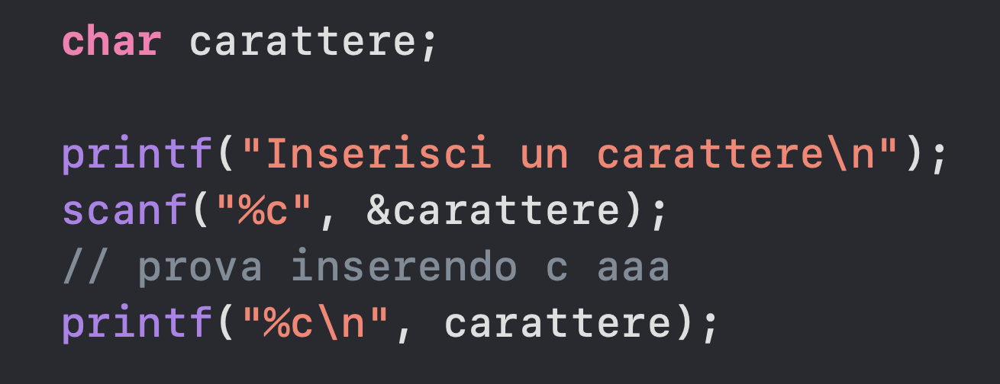 char carattere;
printf("Inserisci un carattere\n");
scanf("%c", &carattere);
// prova inserendo c aaa
printf("%c\n", carattere);